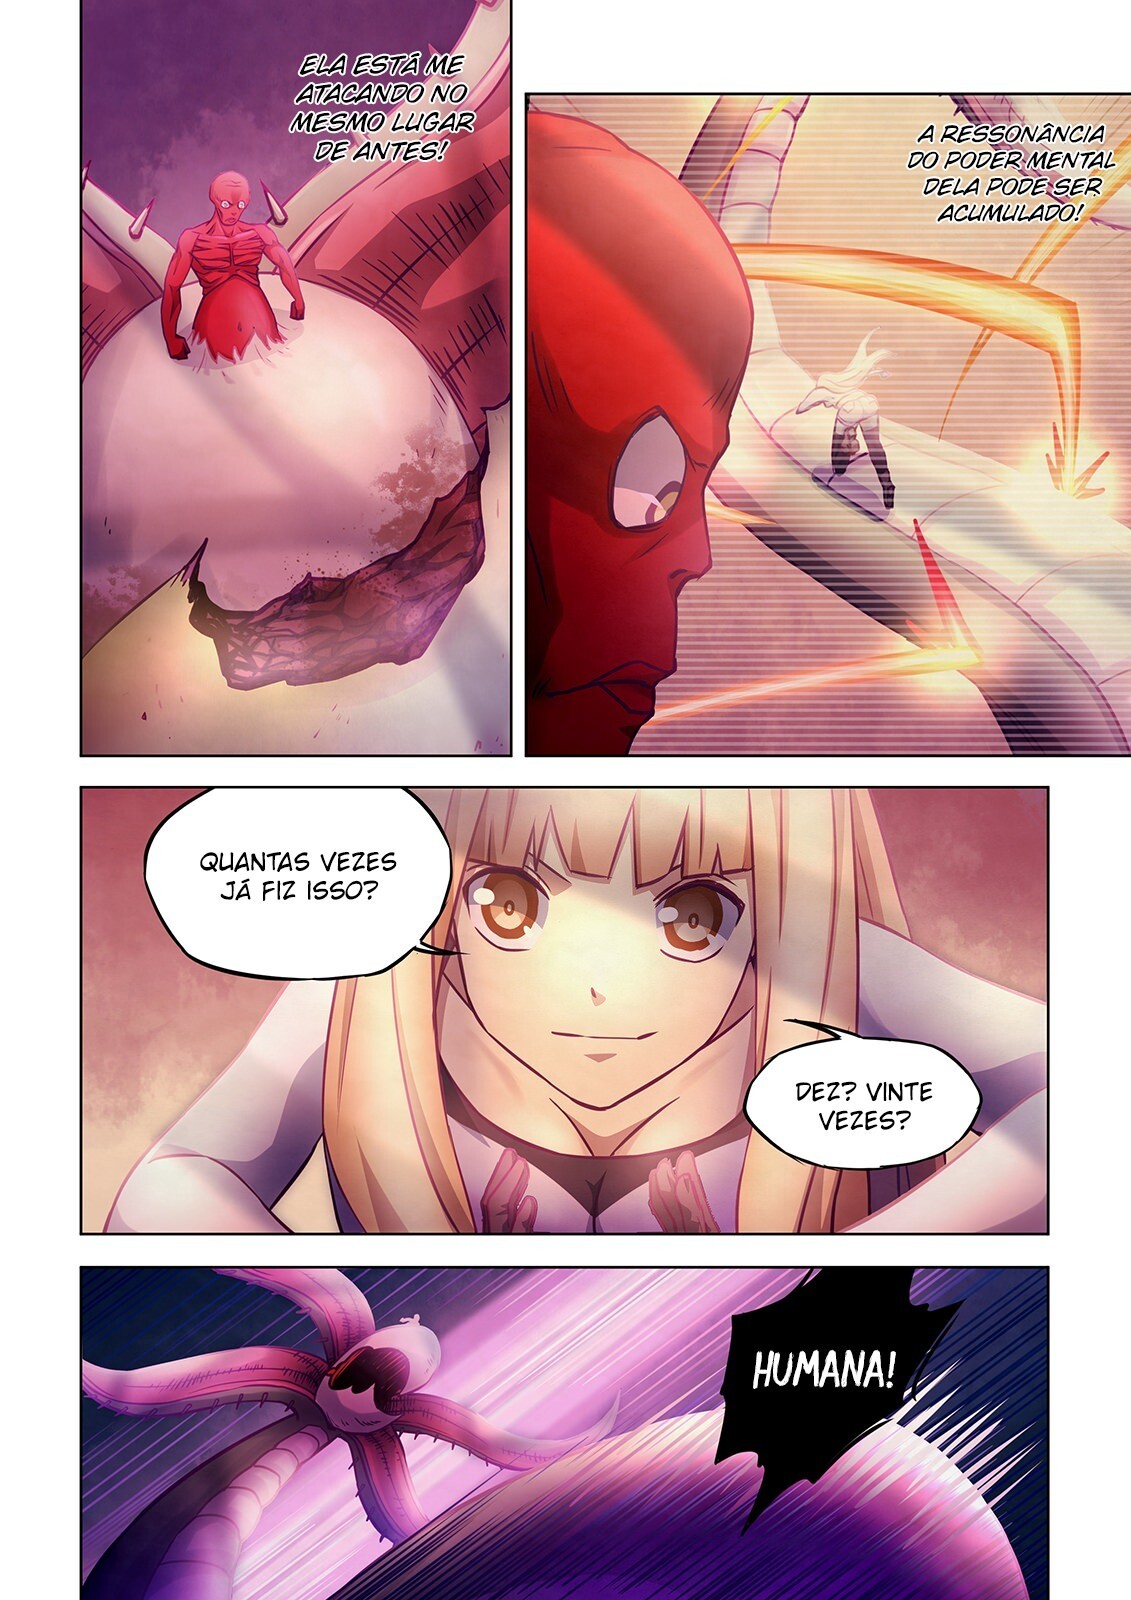 ELA ESTÁ ME
ATACANDO NO
MESMO LUGAR
DE ANTES!
A RESSONÂNCIA
DO PODER MENTAL
DELA PODE SER
ACUMULADO!
QUANTAS VEZES
JÁ FIZ ISSO?
DEZ? VINTE
VEZES?
HUMANA!